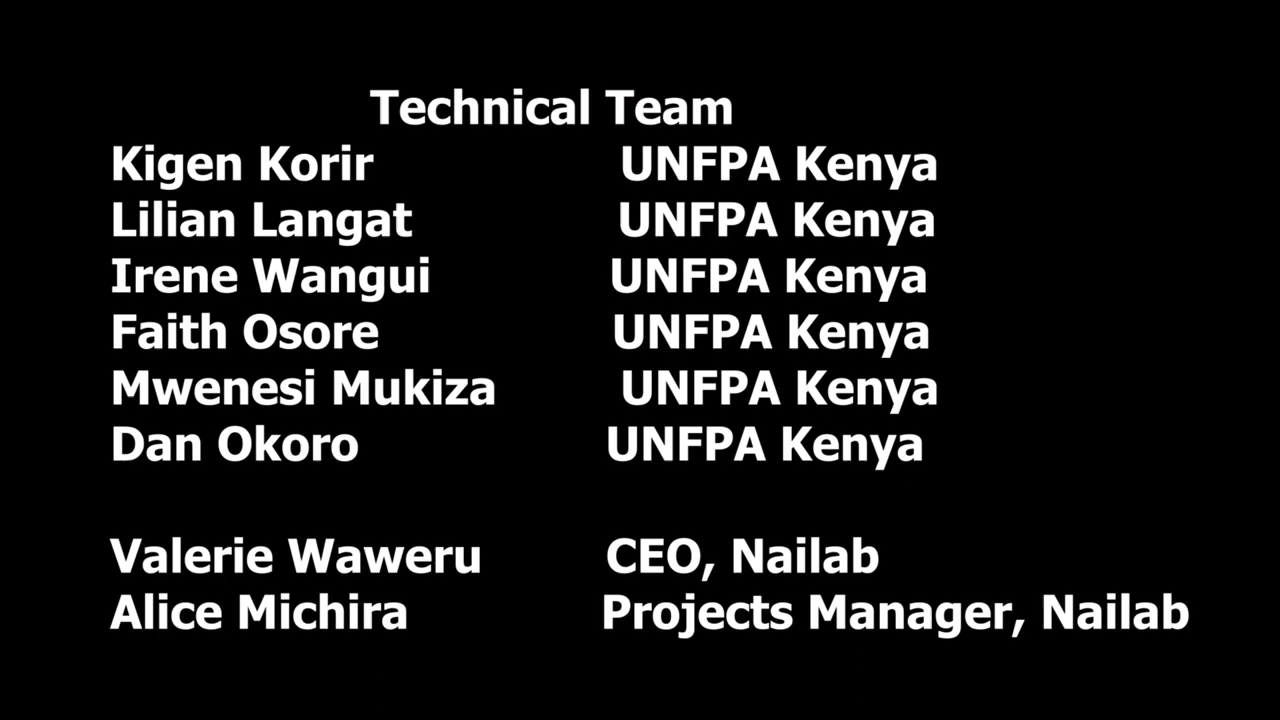 Technical Team
Kigen Korir UNFPA Kenya
Lilian Langat UNFPA Kenya
Irene Wangui UNFPA Kenya
Faith Osore UNFPA Kenya
Mwenesi Mukiza UNFPA Kenya
Dan Okoro UNFPA Kenya
Valerie Waweru CEO, Nailab
Alice Michira Projects Manager, Nailab